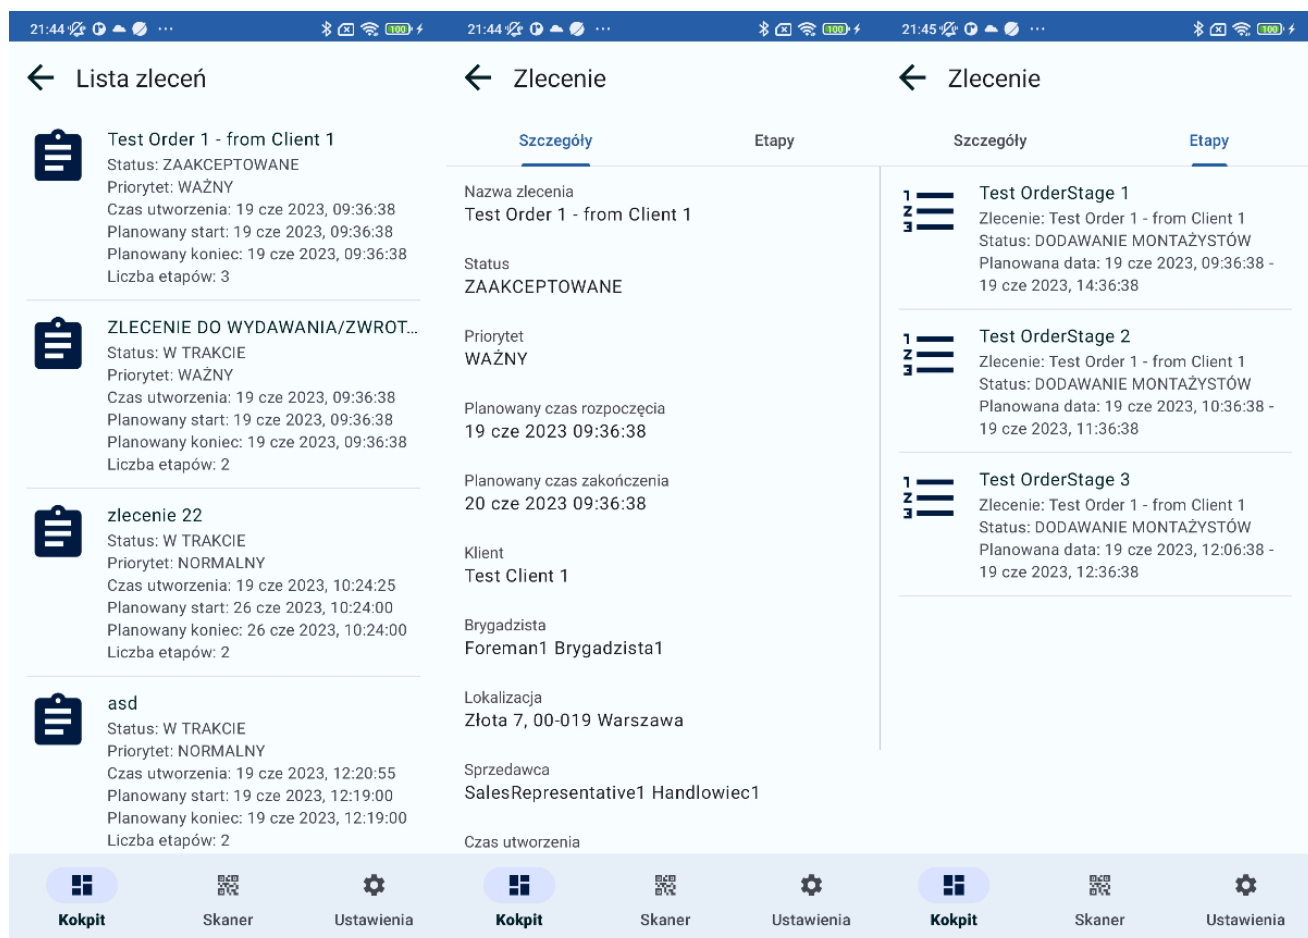 21:44
100
Lista zleceń
Test Order 1 - from Client 1
Status: ZAAKCEPTOWANE
Priorytet: WAŻNY
Czas utworzenia: 19 cze 2023, 09:36:38
Planowany start: 19 cze 2023, 09:36:38
Planowany koniec: 19 cze 2023, 09:36:38
Liczba etapów: 3
ZLECENIE DO WYDAWANIA/ZWROT...
Status: W TRAKCIE
Priorytet: WAŻNY
Czas utworzenia: 19 cze 2023, 09:36:38
Planowany start: 19 cze 2023, 09:36:38
Planowany koniec: 19 cze 2023, 09:36:38
Liczba etapów: 2
zlecenie 22
Status: W TRAKCIE
Priorytet: NORMALNY
Czas utworzenia: 19 cze 2023, 10:24:25
Planowany start: 26 cze 2023, 10:24:00
Planowany koniec: 26 cze 2023, 10:24:00
Liczba etapów: 2
asd
Status: W TRAKCIE
Priorytet: NORMALNY
Czas utworzenia: 19 cze 2023, 12:20:55
Planowany start: 19 cze 2023, 12:19:00
Planowany koniec: 19 cze 2023, 12:19:00
Liczba etapów: 2
Kokpit
Skaner
Ustawienia
21:44
100
Zlecenie
Szczegóły
Etapy
Nazwa zlecenia
Test Order 1 - from Client 1
Status
ZAAKCEPTOWANE
Priorytet
WAŻNY
Planowany czas rozpoczęcia
19 cze 2023 09:36:38
Planowany czas zakończenia
20 cze 2023 09:36:38
Klient
Test Client 1
Brygadzista
Foreman1 Brygadzista1
Lokalizacja
Złota 7, 00-019 Warszawa
Sprzedawca
SalesRepresentative1 Handlowiec1
Czas utworzenia
Kokpit
Skaner
Ustawienia
21:45
100
Zlecenie
Szczegóły
Etapy
Test OrderStage 1
Zlecenie: Test Order 1 - from Client 1
Status: DODAWANIE MONTAŻYSTÓW
Planowana data: 19 cze 2023, 09:36:38 -
19 cze 2023, 14:36:38
Test OrderStage 2
Zlecenie: Test Order 1 - from Client 1
Status: DODAWANIE MONTAŻYSTÓW
Planowana data: 19 cze 2023, 10:36:38 -
19 cze 2023, 11:36:38
Test OrderStage 3
Zlecenie: Test Order 1 - from Client 1
Status: DODAWANIE MONTAŻYSTÓW
Planowana data: 19 cze 2023, 12:06:38 -
19 cze 2023, 12:36:38
Kokpit
Skaner
Ustawienia